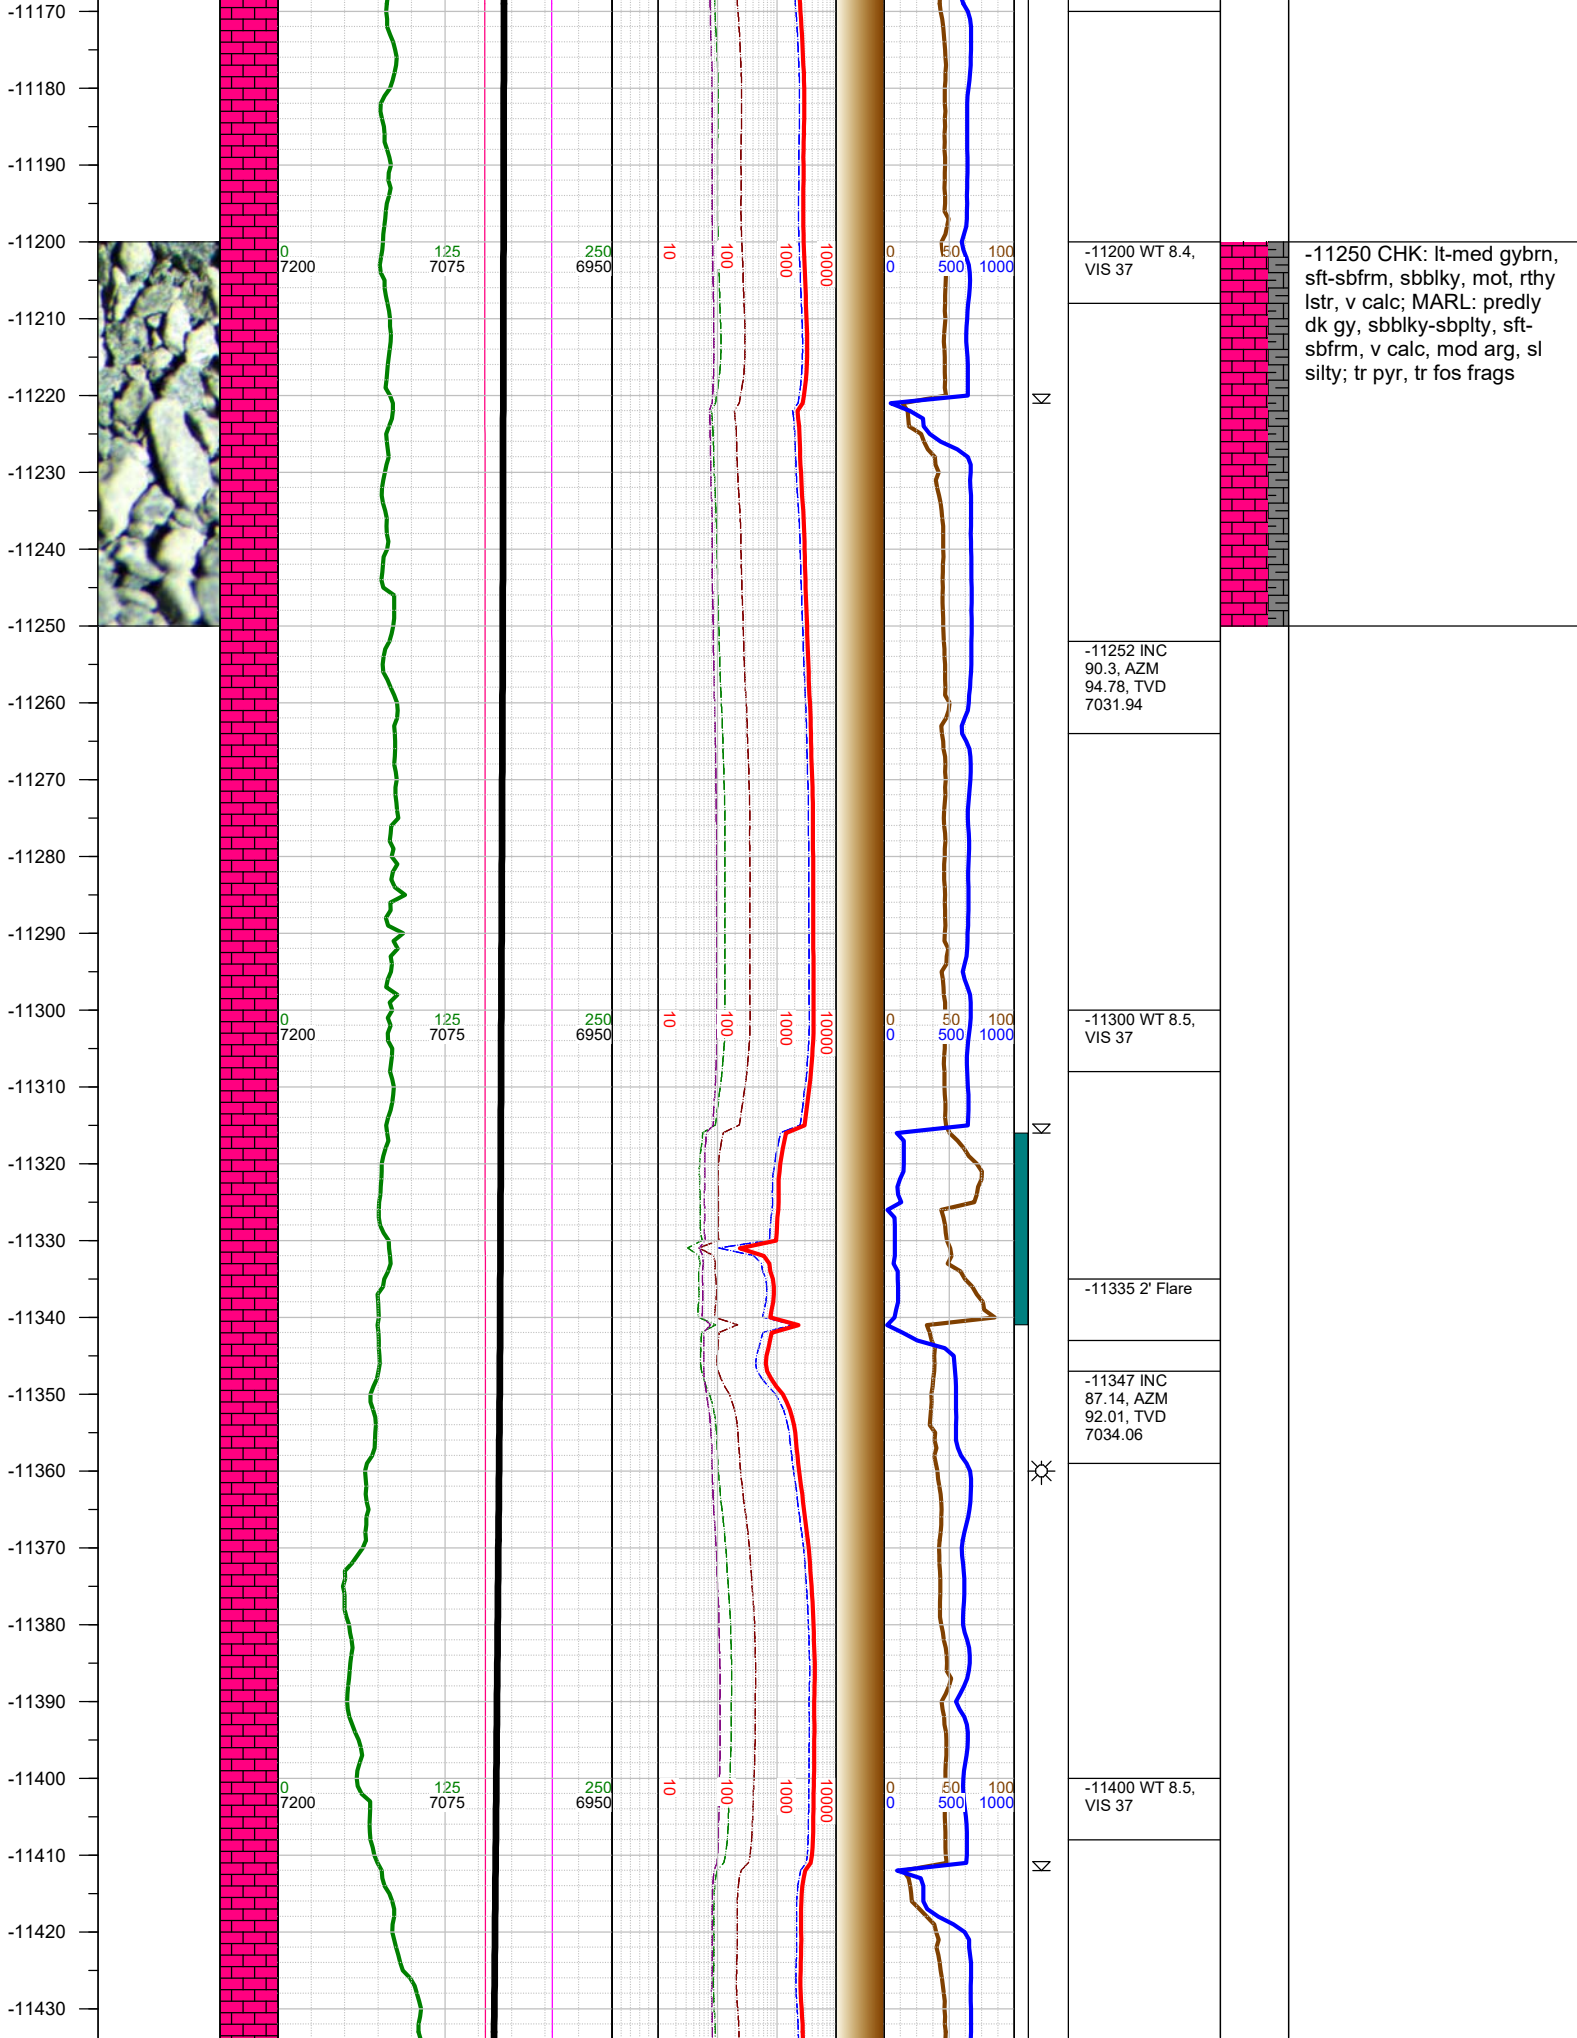 -11170
-11180
-11190
-11200
0 125 250
7200 7075 6950
10 100 1000 10000
0 50 100
0 500 1000
-11200 WT 8.4,
VIS 37
-11250 CHK: lt-med gybrn,
sft-sbfrm, sbblky, mot, rthy
lstr, v calc; MARL: predly
dk gy, sbblky-sbplty, sft-
sbfrm, v calc, mod arg, sl
silty; tr pyr, tr fos frags
-11210
-11220
-11230
-11240
-11250
-11252 INC
90.3, AZM
94.78, TVD
7031.94
-11260
-11270
-11280
-11290
-11300
0 125 250
7200 7075 6950
10 100 1000 10000
0 50 100
0 500 1000
-11300 WT 8.5,
VIS 37
-11310
-11320
-11330
-11335 2' Flare
-11340
-11347 INC
87.14, AZM
92.01, TVD
7034.06
-11350
-11360
-11370
-11380
-11390
-11400
0 125 250
7200 7075 6950
10 100 1000 10000
0 50 100
0 500 1000
-11400 WT 8.5,
VIS 37
-11410
-11420
-11430